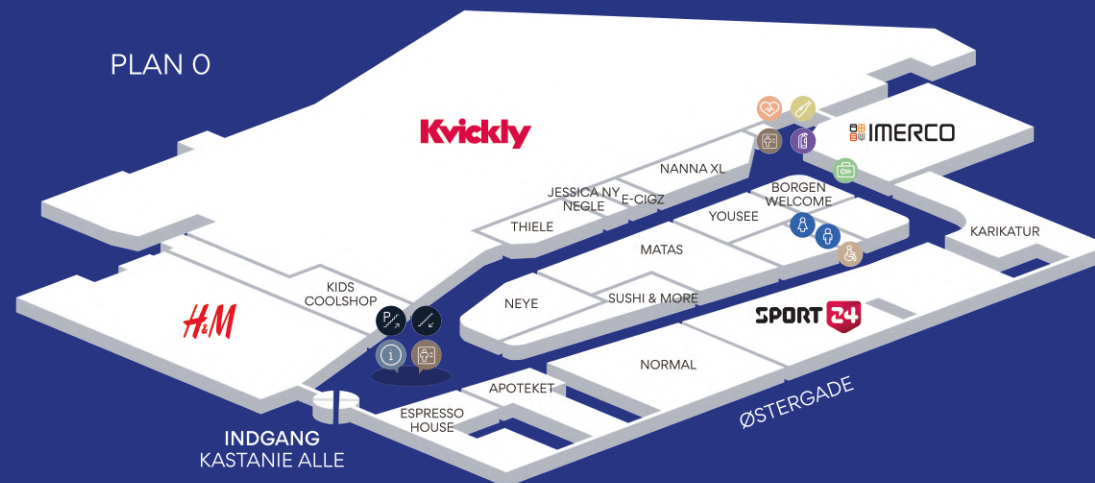 PLAN 0
Kvickly
IMERCO
NANNA XL
JESSICA NY
NEGLE
E-CIGZ
BORGEN
WELCOME
THIELE
YOUSEE
KARIKATUR
MATAS
KIDS
COOLSHOP
NEYE
SUSHI & MORE
H&M
P
SPORT 24
i
NORMAL
APOTEKET
ØSTERGADE
ESPRESSO
HOUSE
INDGANG
KASTANIE ALLE